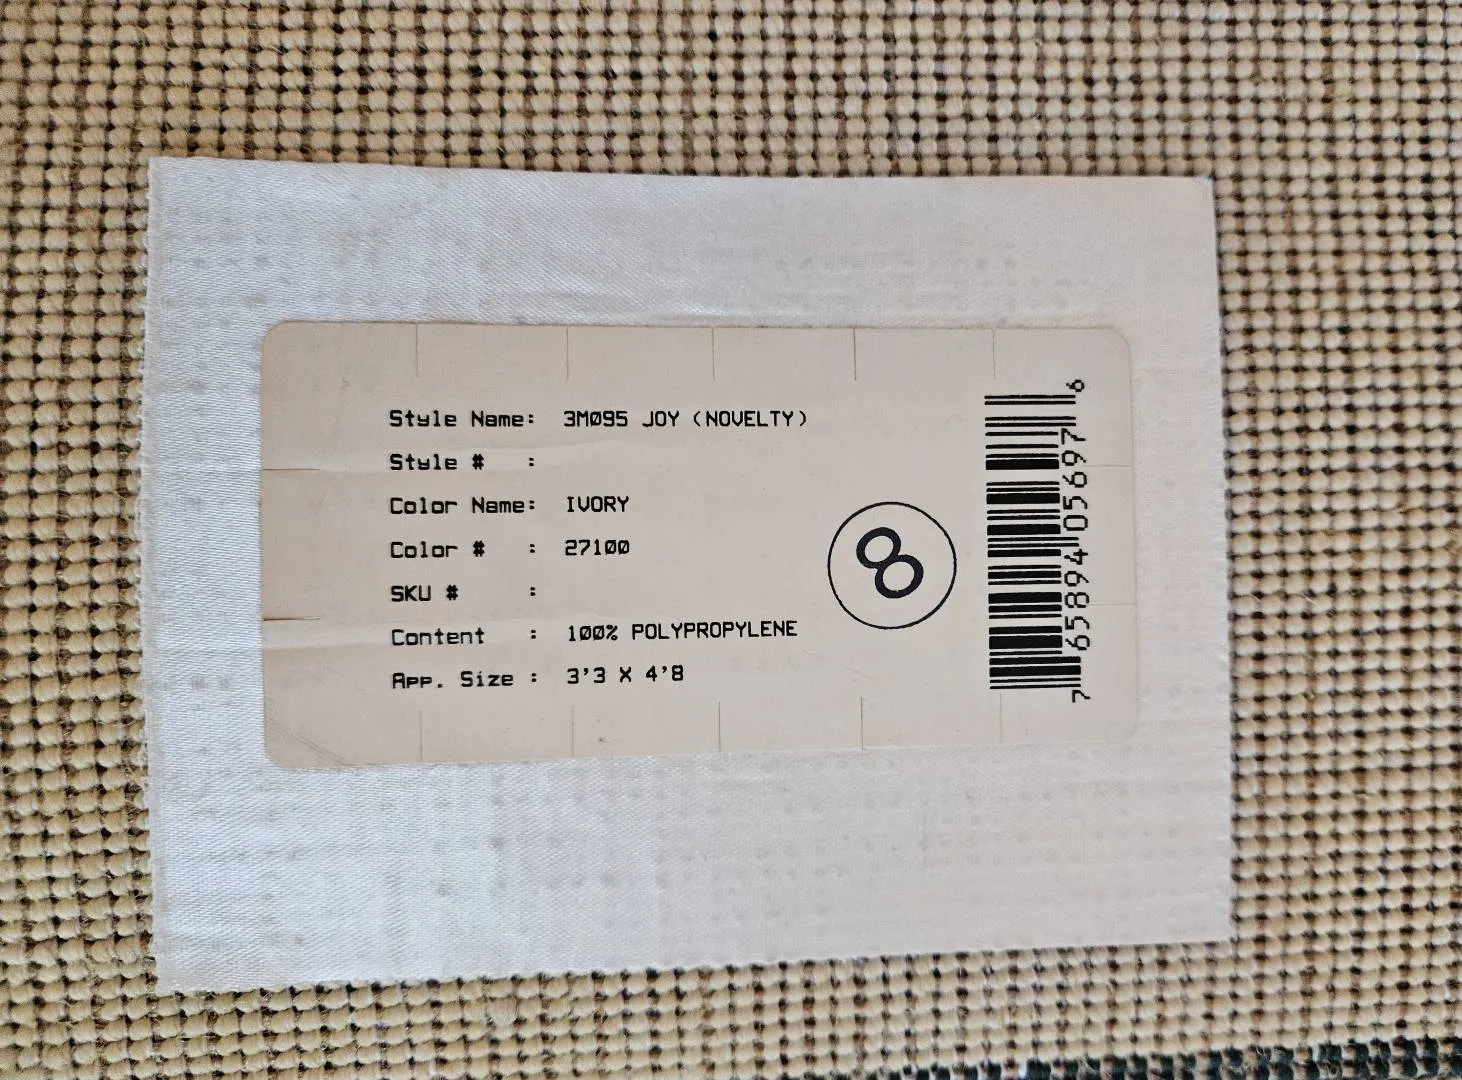 Style Name: 3M095 JOY (NOVELTY)
Style # :
Color Name: IVORY
Color # : 27100
SKU # :
Content : 100% POLYPROPYLENE
App. Size : 3'3 X 4'8
8
7 65894 05697 6